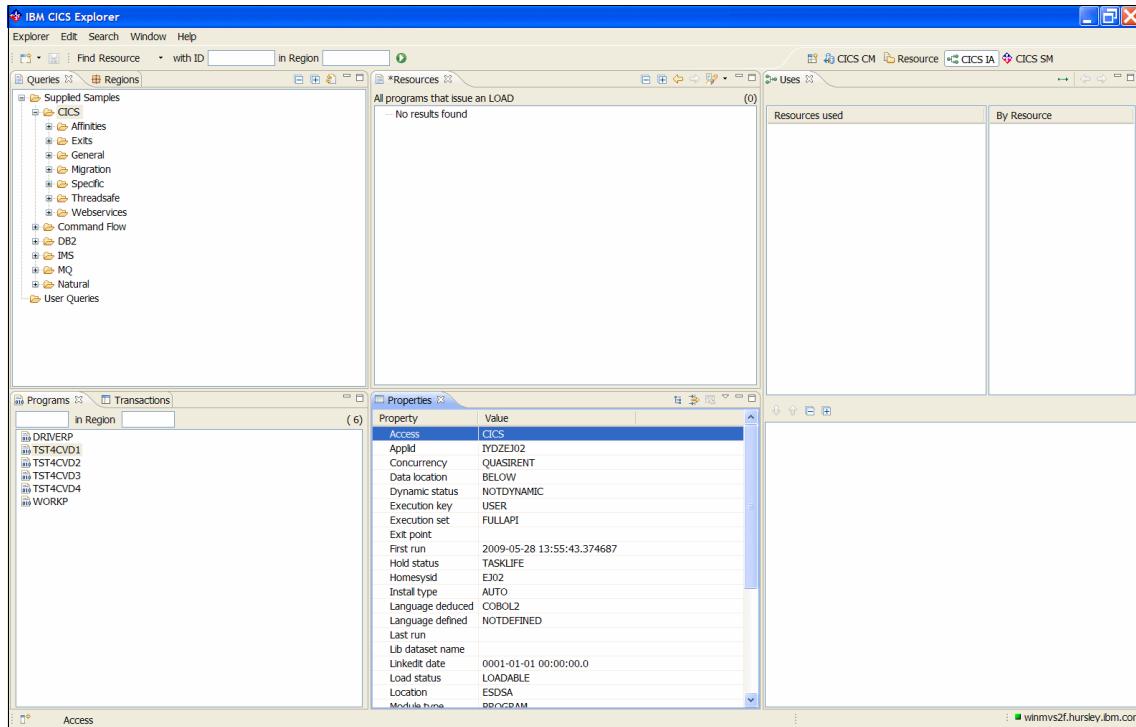 IBM CICS Explorer
Explorer Edit Search Window Help
Find Resource with ID in Region
CICS CM Resource CICS IA CICS SM
Queries Regions
Supplied Samples
CICS
Affinities
Exits
General
Migration
Specific
Threadsafe
Webservices
Command Flow
DB2
IMS
MQ
Natural
User Queries
*Resources
All programs that issue an LOAD (0)
No results found
Uses
Resources used By Resource
Programs Transactions
in Region (6)
DRIVERP
TST4CVD1
TST4CVD2
TST4CVD3
TST4CVD4
WORKP
Properties
Property Value
Access CICS
Applid IYDZEJ02
Concurrency QUASIRENT
Data location BELOW
Dynamic status NOTDYNAMIC
Execution key USER
Execution set FULLAPI
Exit point
First run 2009-05-28 13:55:43.374687
Hold status TASKLIFE
Homesysid EJ02
Install type AUTO
Language deduced COBOL2
Language defined NOTDEFINED
Last run
Lib dataset name
Linkedit date 0001-01-01 00:00:00.0
Load status LOADABLE
Location ESDSA
Module type PROGRAM
Access
winmvs2f.hursley.ibm.com